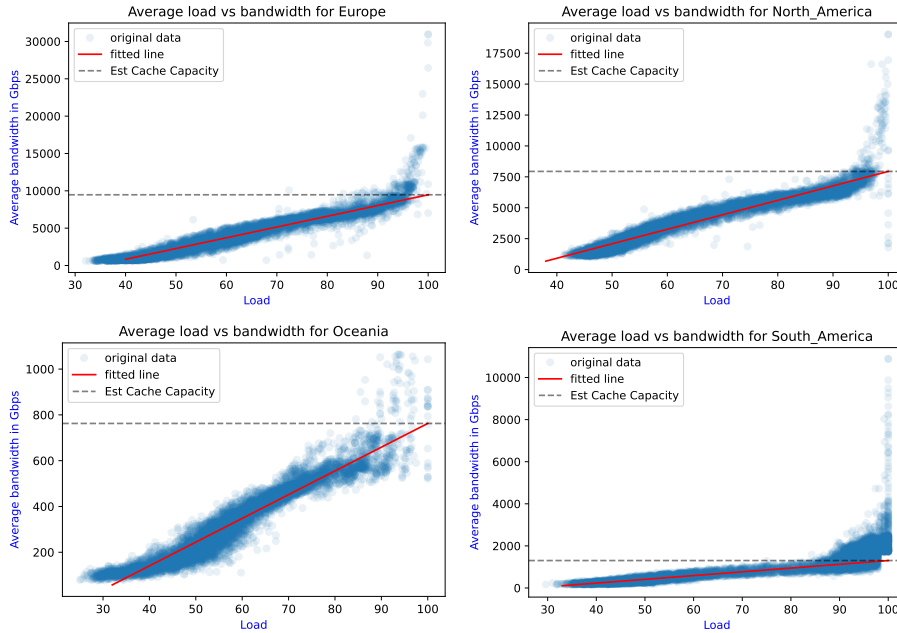 Average load vs bandwidth for Europe
original data
fitted line
Est Cache Capacity
30000
25000
20000
15000
10000
5000
0
Average bandwidth in Gbps
30 40 50 60 70 80 90 100
Load
Average load vs bandwidth for North_America
original data
fitted line
Est Cache Capacity
17500
15000
12500
10000
7500
5000
2500
0
Average bandwidth in Gbps
40 50 60 70 80 90 100
Load
Average load vs bandwidth for Oceania
original data
fitted line
Est Cache Capacity
1000
800
600
400
200
Average bandwidth in Gbps
30 40 50 60 70 80 90 100
Load
Average load vs bandwidth for South_America
original data
fitted line
Est Cache Capacity
10000
8000
6000
4000
2000
0
Average bandwidth in Gbps
30 40 50 60 70 80 90 100
Load